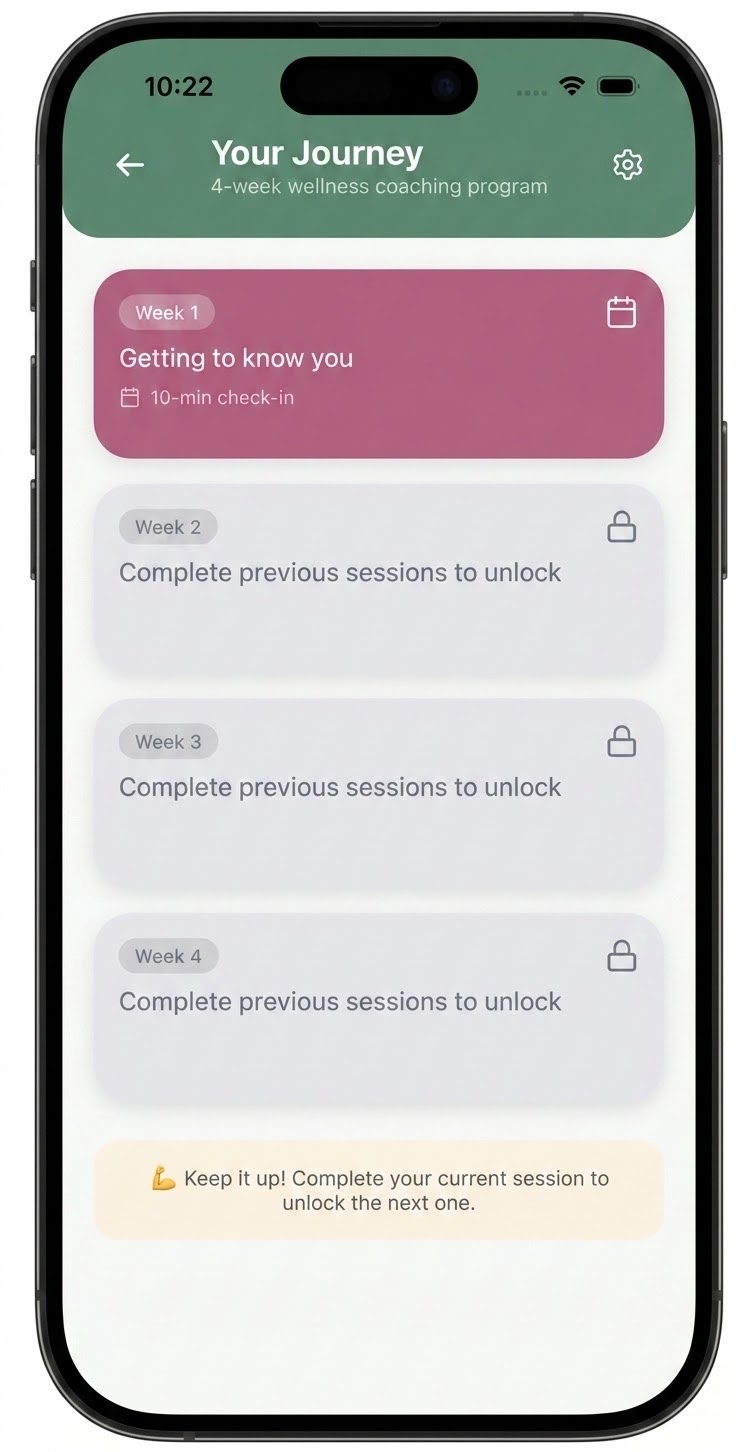 10:22
Your Journey
4-week wellness coaching program
Week 1
Getting to know you
10-min check-in
Week 2
Complete previous sessions to unlock
Week 3
Complete previous sessions to unlock
Week 4
Complete previous sessions to unlock
💪 Keep it up! Complete your current session to
unlock the next one.